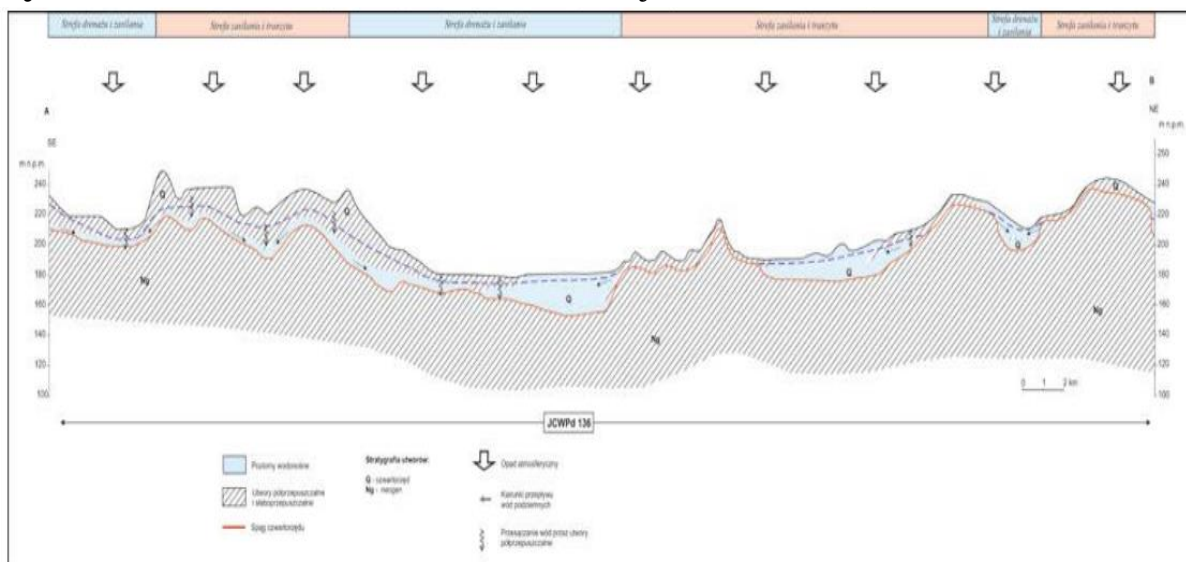 Strefa drenażu i zasilania
Strefa zasilania i tranzytu
Strefa drenażu i zasilania
Strefa zasilania i tranzytu
Strefa drenażu
i zasilania
Strefa zasilania i tranzytu
A
B
SE
NE
m n.p.m.
m n.p.m.
240
220
200
180
160
140
120
100
260
240
220
200
180
160
140
120
100
Q
Q
Q
Q
Q
Q
Ng
Ng
Ng
0 1 2 km
JCWPd 136
Poziomy wodonośne
Utwory półprzepuszczalne
i słaboprzepuszczalne
Spąg czwartorzędu
Stratygrafia utworów:
Q - czwartorzęd
Ng - neogen
Opad atmosferyczny
Kierunki przepływu
wód podziemnych
Przesączanie wód przez utwory
półprzepuszczalne